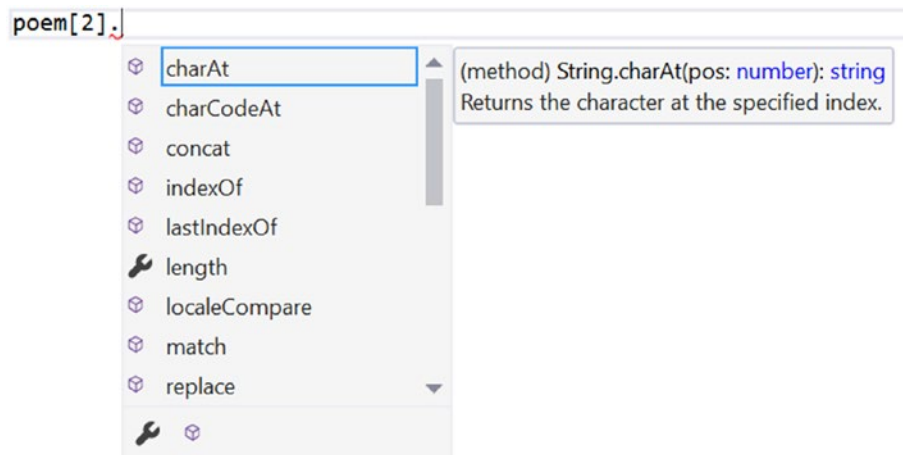 poem[2].
charAt
(method) String.charAt(pos: number): string
Returns the character at the specified index.
charCodeAt
concat
indexOf
lastIndexOf
length
localeCompare
match
replace